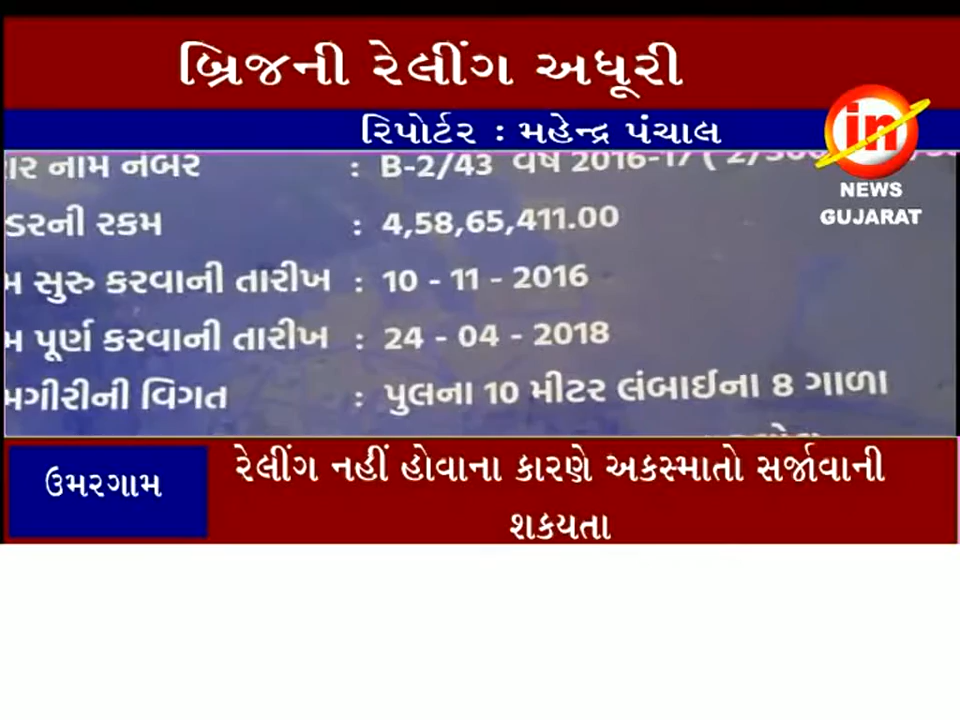 બ્રિજની રેલીંગ અધૂરી
રિપોર્ટર : મહેન્દ્ર પંચાલ
in
NEWS
GUJARAT
નામ નંબર : B-2/43 વર્ષ 2016-17
ડરની રકમ : 4,58,65,411.00
મ સુરુ કરવાની તારીખ : 10 - 11 - 2016
મ પૂર્ણ કરવાની તારીખ : 24 - 04 - 2018
મગીરીની વિગત : પુલના 10 મીટર લંબાઈના 8 ગાળા
ઉમરગામ
રેલીંગ નહીં હોવાના કારણે અકસ્માતો સર્જાવાની
શકયતા